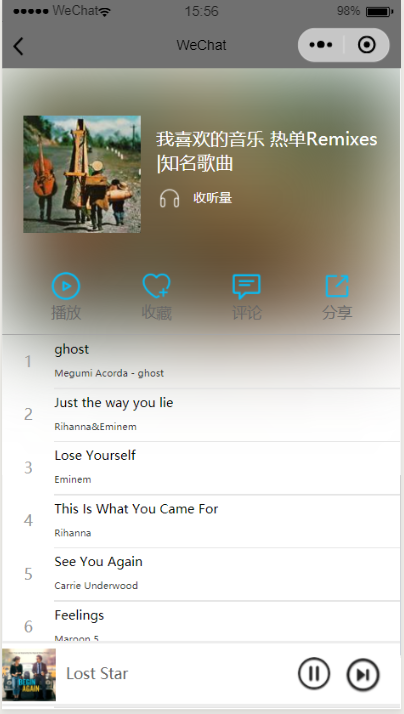 WeChat 15:56 98%
WeChat
我喜欢的音乐 热单Remixes
|知名歌曲
收听量
播放 收藏 评论 分享
1 ghost
Megumi Acorda - ghost
2 Just the way you lie
Rihanna&Eminem
3 Lose Yourself
Eminem
4 This Is What You Came For
Rihanna
5 See You Again
Carrie Underwood
6 Feelings
Maroon 5
BEGIN AGAIN
Lost Star